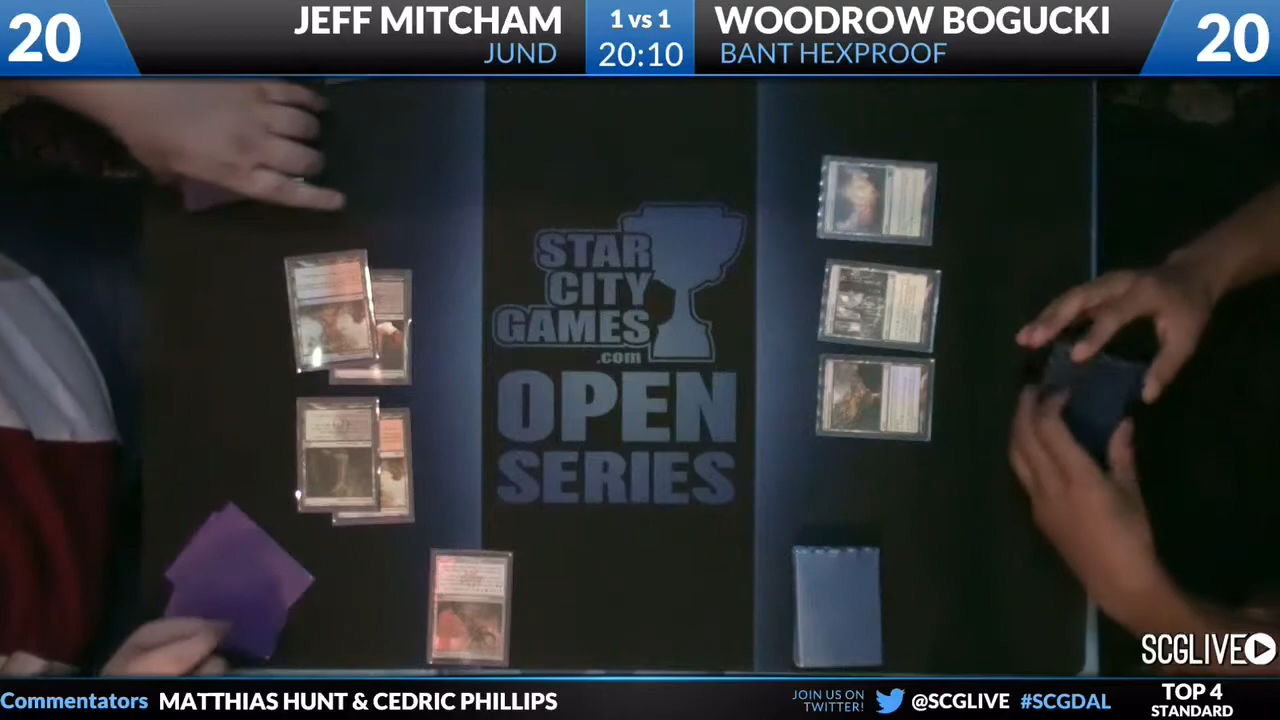 20
JEFF MITCHAM
JUND
1 vs 1
20:10
WOODROW BOGUCKI
BANT HEXPROOF
20
STAR
CITY
GAMES
.com
OPEN
SERIES
SCGLIVE
Commentators MATTHIAS HUNT & CEDRIC PHILLIPS
JOIN US ON
TWITTER!
@SCGLIVE #SCGDAL
TOP 4
STANDARD